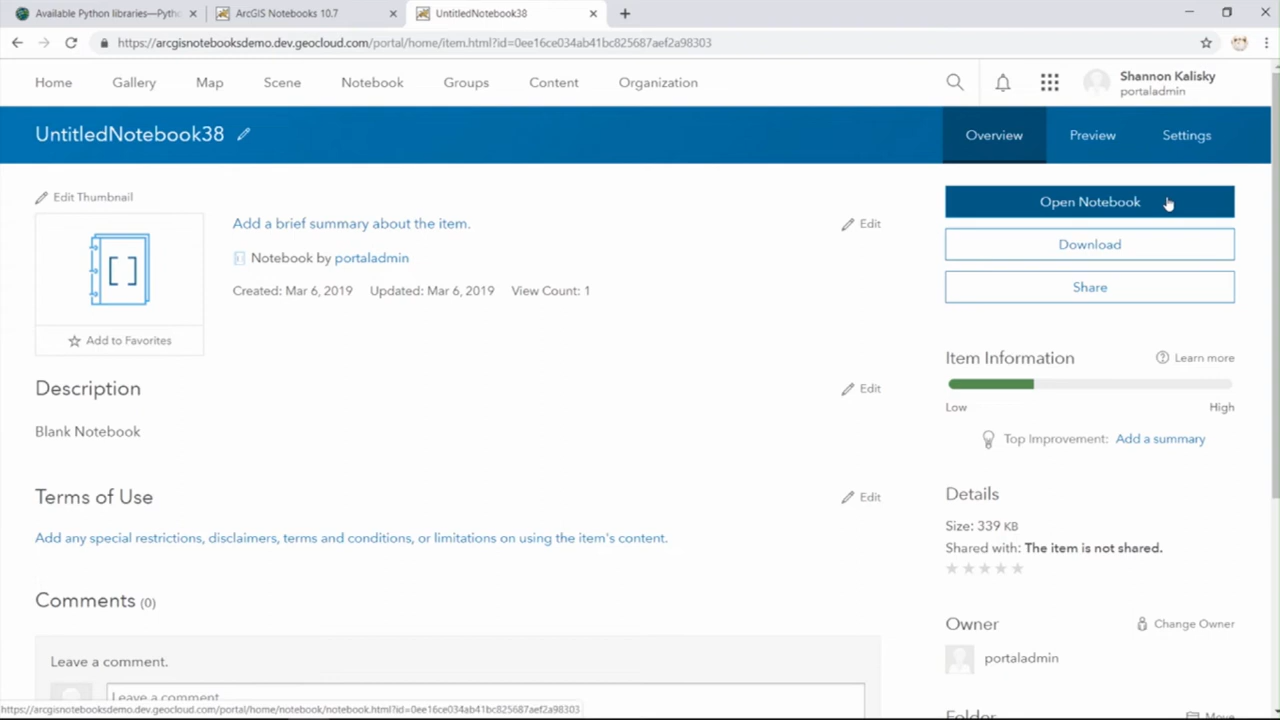 Available Python libraries—Pytho
ArcGIS Notebooks 10.7
UntitledNotebook38
https://arcgisnotebooksdemo.dev.geocloud.com/portal/home/item.html?id=0ee16ce034ab41bc825687aef2a98303
Home Gallery Map Scene Notebook Groups Content Organization
Shannon Kalisky
portaladmin
UntitledNotebook38
Overview Preview Settings
Edit Thumbnail
Add a brief summary about the item.
Edit
Open Notebook
Notebook by portaladmin
Download
Created: Mar 6, 2019 Updated: Mar 6, 2019 View Count: 1
Share
Add to Favorites
Item Information
Learn more
Low High
Description
Edit
Blank Notebook
Top Improvement: Add a summary
Terms of Use
Edit
Details
Size: 339 KB
Add any special restrictions, disclaimers, terms and conditions, or limitations on using the item's content.
Shared with: The item is not shared.
Comments (0)
Owner
Change Owner
Leave a comment.
portaladmin
Leave a comment
https://arcgisnotebooksdemo.dev.geocloud.com/portal/home/notebook/notebook.html?id=0ee16ce034ab41bc825687aef2a98303
Folder
Move